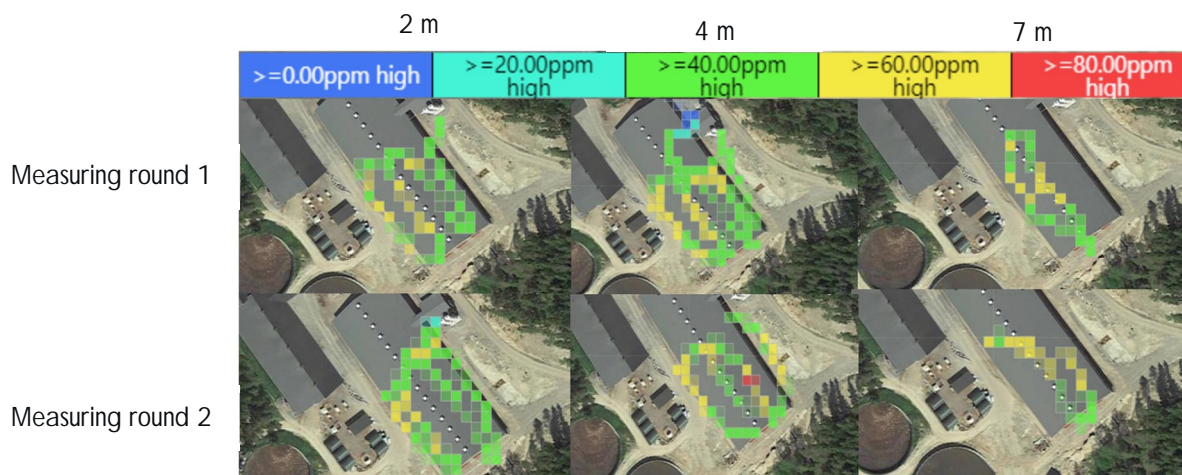 2 m
4 m
7 m
>=0.00ppm high
>=20.00ppm
high
>=40.00ppm
high
>=60.00ppm
high
>=80.00ppm
high
Measuring round 1
Measuring round 2